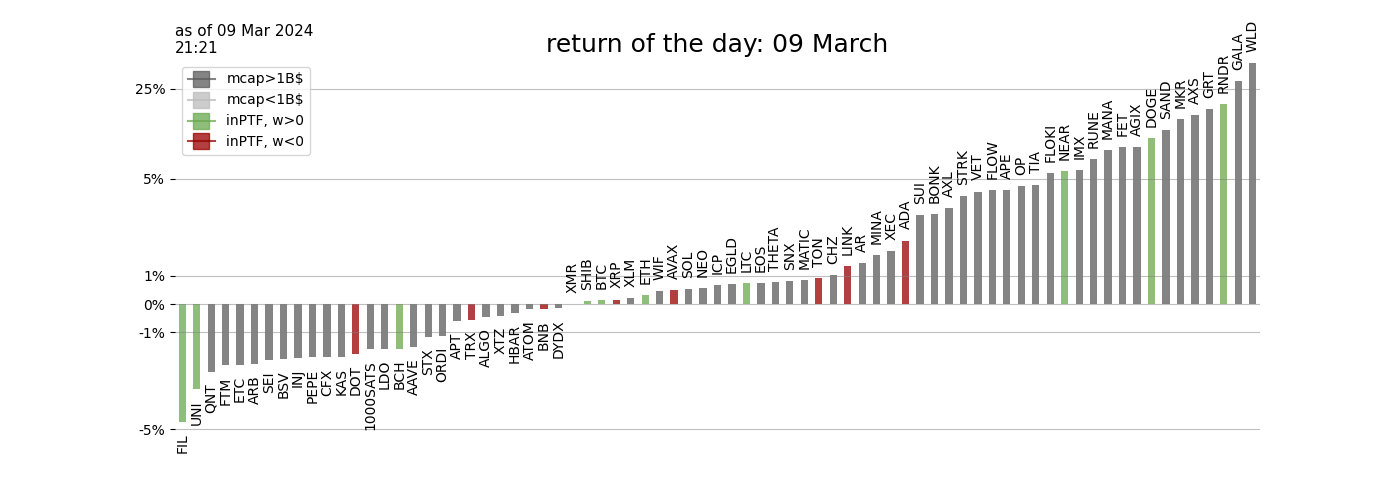 as of 09 Mar 2024
21:21
return of the day: 09 March
mcap>1B$
mcap<1B$
inPTF, w>0
inPTF, w<0
25%
5%
1%
0%
-1%
-5%
FIL
UNI
QNT
FTM
ETC
ARB
SEI
BSV
INJ
PEPE
CFX
KAS
DOT
1000SATS
LDO
BCH
AAVE
STX
ORDI
APT
TRX
ALGO
XTZ
HBAR
ATOM
BNB
DYDX
XMR
SHIB
BTC
XRP
XLM
ETH
WIF
AVAX
SOL
NEO
ICP
EGLD
LTC
EOS
THETA
SNX
MATIC
TON
CHZ
LINK
AR
MINA
XEC
ADA
SUI
BONK
AXL
STRK
VET
FLOW
APE
OP
TIA
FLOKI
NEAR
IMX
RUNE
MANA
FET
AGIX
DOGE
SAND
MKR
AXS
GRT
RNDR
GALA
WLD